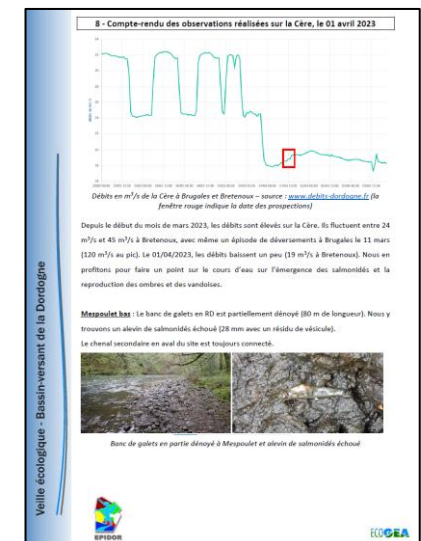 8 - Compte-rendu des observations réalisées sur la Cère, le 01 avril 2023
Débits en m³/s de la Cère à Brugales et Bretenoux – source : www.debits-dordogne.fr (la
fenêtre rouge indique la date des prospections)
Depuis le début du mois de mars 2023, les débits sont élevés sur la Cère. Ils fluctuent entre 24
m³/s et 45 m³/s à Bretenoux, avec même un épisode de déversements à Brugales le 11 mars
(120 m³/s au pic). Le 01/04/2023, les débits baissent un peu (19 m³/s à Bretenoux). Nous en
profitons pour faire un point sur le cours d'eau sur l'émergence des salmonidés et la
reproduction des ombres et des vandoises.
Mespoulet bas : Le banc de galets en RD est partiellement dénoyé (80 m de longueur). Nous y
trouvons un alevin de salmonidés échoué (28 mm avec un résidu de vésicule).
Le chenal secondaire en aval du site est toujours connecté.
Banc de galets en partie dénoyé à Mespoulet et alevin de salmonidés échoué
Veille écologique - Bassin-versant de la Dordogne
EPIDOR
ECOGEA